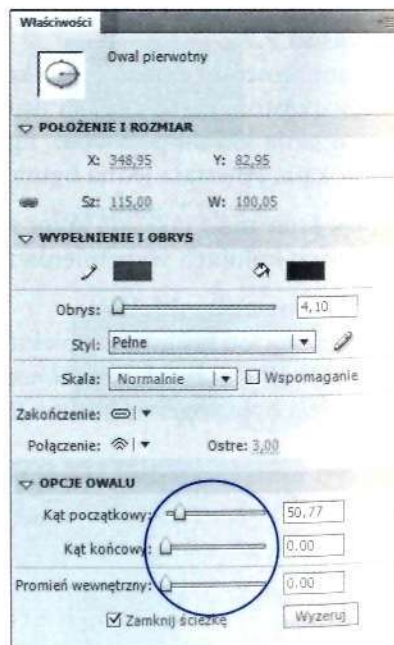 Właściwości
Owal pierwotny
POŁOŻENIE I ROZMIAR
X: 348,95 Y: 82,95
Sz: 115,00 W: 100,05
WYPEŁNIENIE I OBRYS
Obrys: 4,10
Styl: Pełne
Skala: Normalnie Wspomaganie
Zakończenie:
Połączenie: Ostre: 3,00
OPCJE OWALU
Kąt początkowy: 50.77
Kąt końcowy: 0.00
Promień wewnętrzny: 0.00
Zamknij ścieżkę Wyzeruj